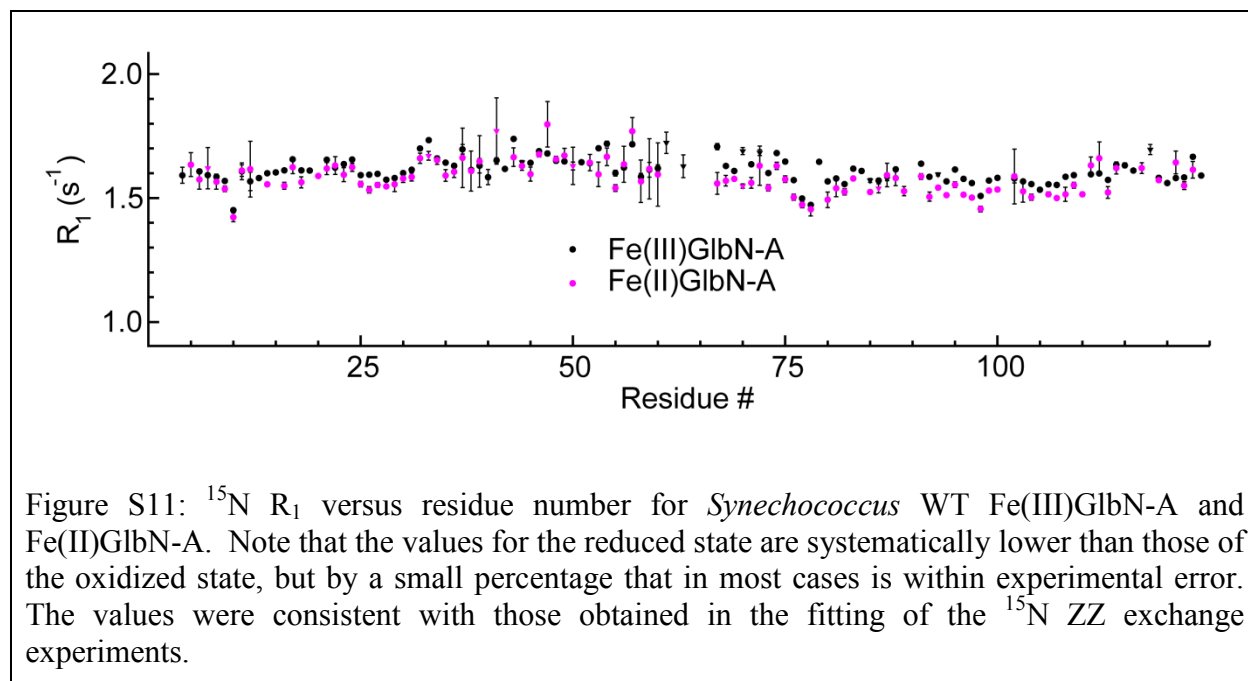 2.0
R1 (s-1)
1.5
Fe(III)GlbN-A
Fe(II)GlbN-A
1.0
25 50 75 100
Residue #
Figure S11: 15N R1 versus residue number for Synechococcus WT Fe(III)GlbN-A and
Fe(II)GlbN-A. Note that the values for the reduced state are systematically lower than those of
the oxidized state, but by a small percentage that in most cases is within experimental error.
The values were consistent with those obtained in the fitting of the 15N ZZ exchange
experiments.